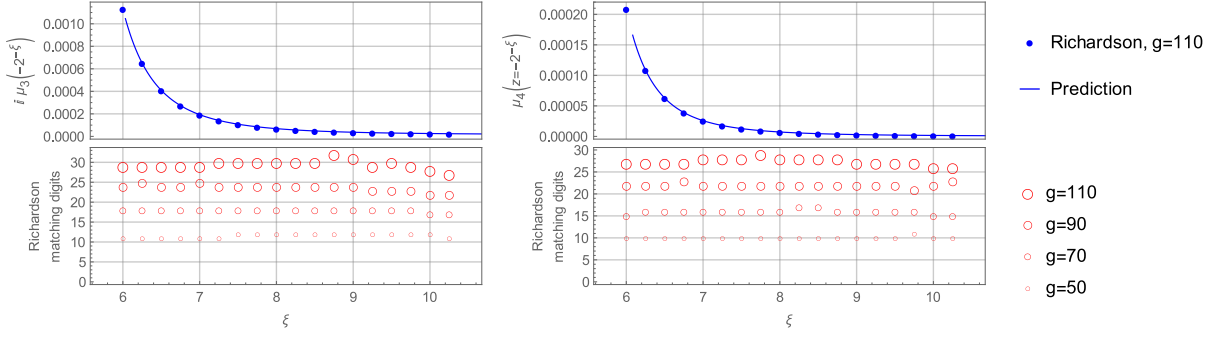 0.0010
0.0008
0.0006
0.0004
0.0002
0.0000
i μ₃(-2-ξ)
30
25
20
15
10
5
0
Richardson
matching digits
6 7 8 9 10
ξ
0.00020
0.00015
0.00010
0.00005
0.00000
μ₄(z=-2-ξ)
30
25
20
15
10
5
0
Richardson
matching digits
6 7 8 9 10
ξ
Richardson, g=110
Prediction
g=110
g=90
g=70
g=50